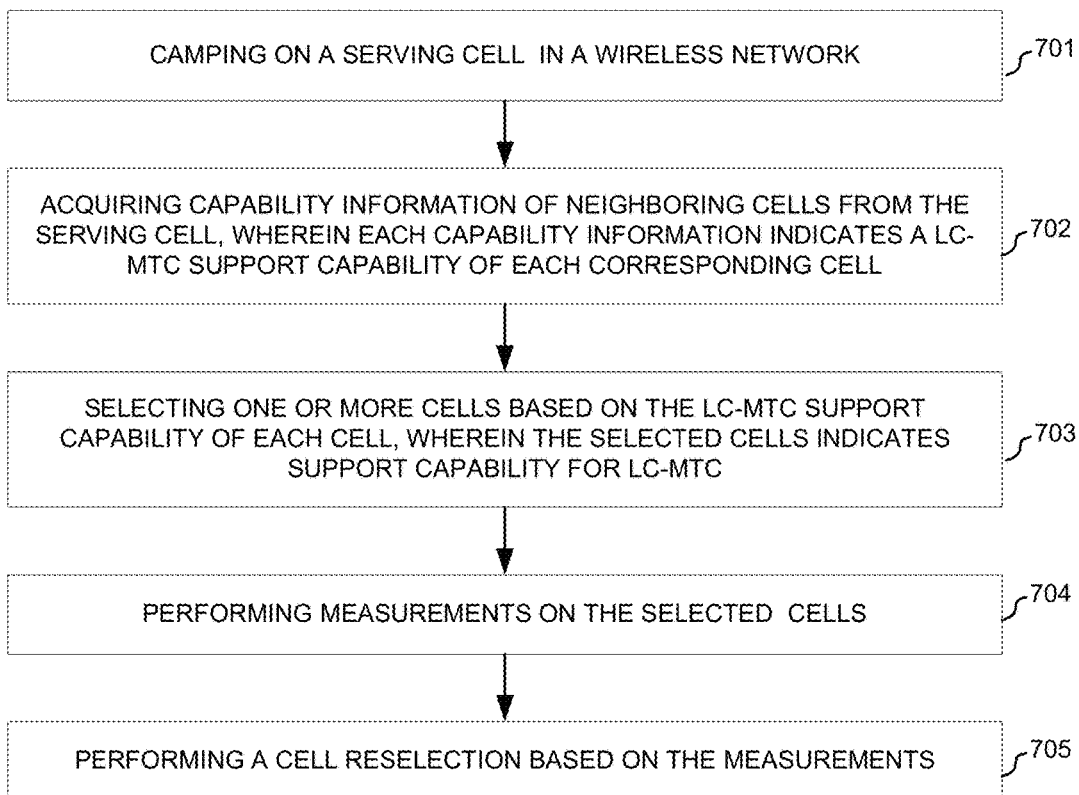 CAMPING ON A SERVING CELL IN A WIRELESS NETWORK
701
ACQUIRING CAPABILITY INFORMATION OF NEIGHBORING CELLS FROM THE
SERVING CELL, WHEREIN EACH CAPABILITY INFORMATION INDICATES A LC-
MTC SUPPORT CAPABILITY OF EACH CORRESPONDING CELL
702
SELECTING ONE OR MORE CELLS BASED ON THE LC-MTC SUPPORT
CAPABILITY OF EACH CELL, WHEREIN THE SELECTED CELLS INDICATES
SUPPORT CAPABILITY FOR LC-MTC
703
PERFORMING MEASUREMENTS ON THE SELECTED CELLS
704
PERFORMING A CELL RESELECTION BASED ON THE MEASUREMENTS
705